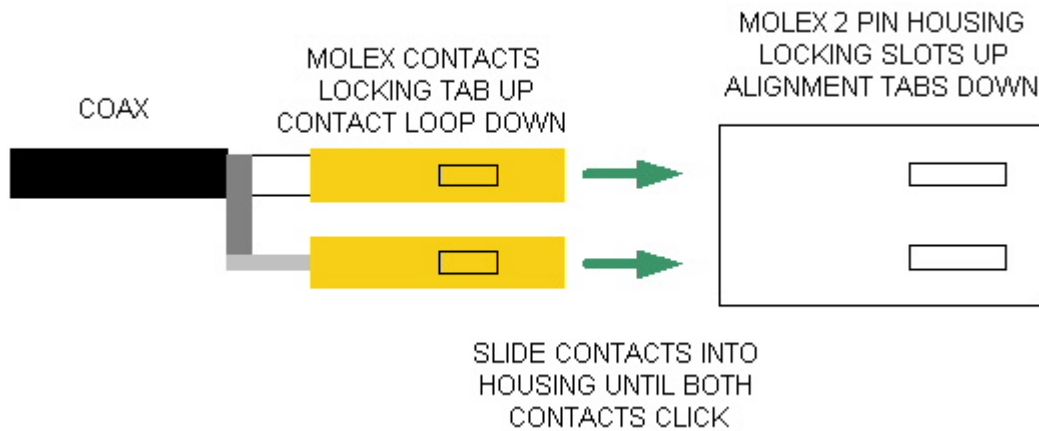 COAX
MOLEX CONTACTS
LOCKING TAB UP
CONTACT LOOP DOWN
MOLEX 2 PIN HOUSING
LOCKING SLOTS UP
ALIGNMENT TABS DOWN
SLIDE CONTACTS INTO
HOUSING UNTIL BOTH
CONTACTS CLICK